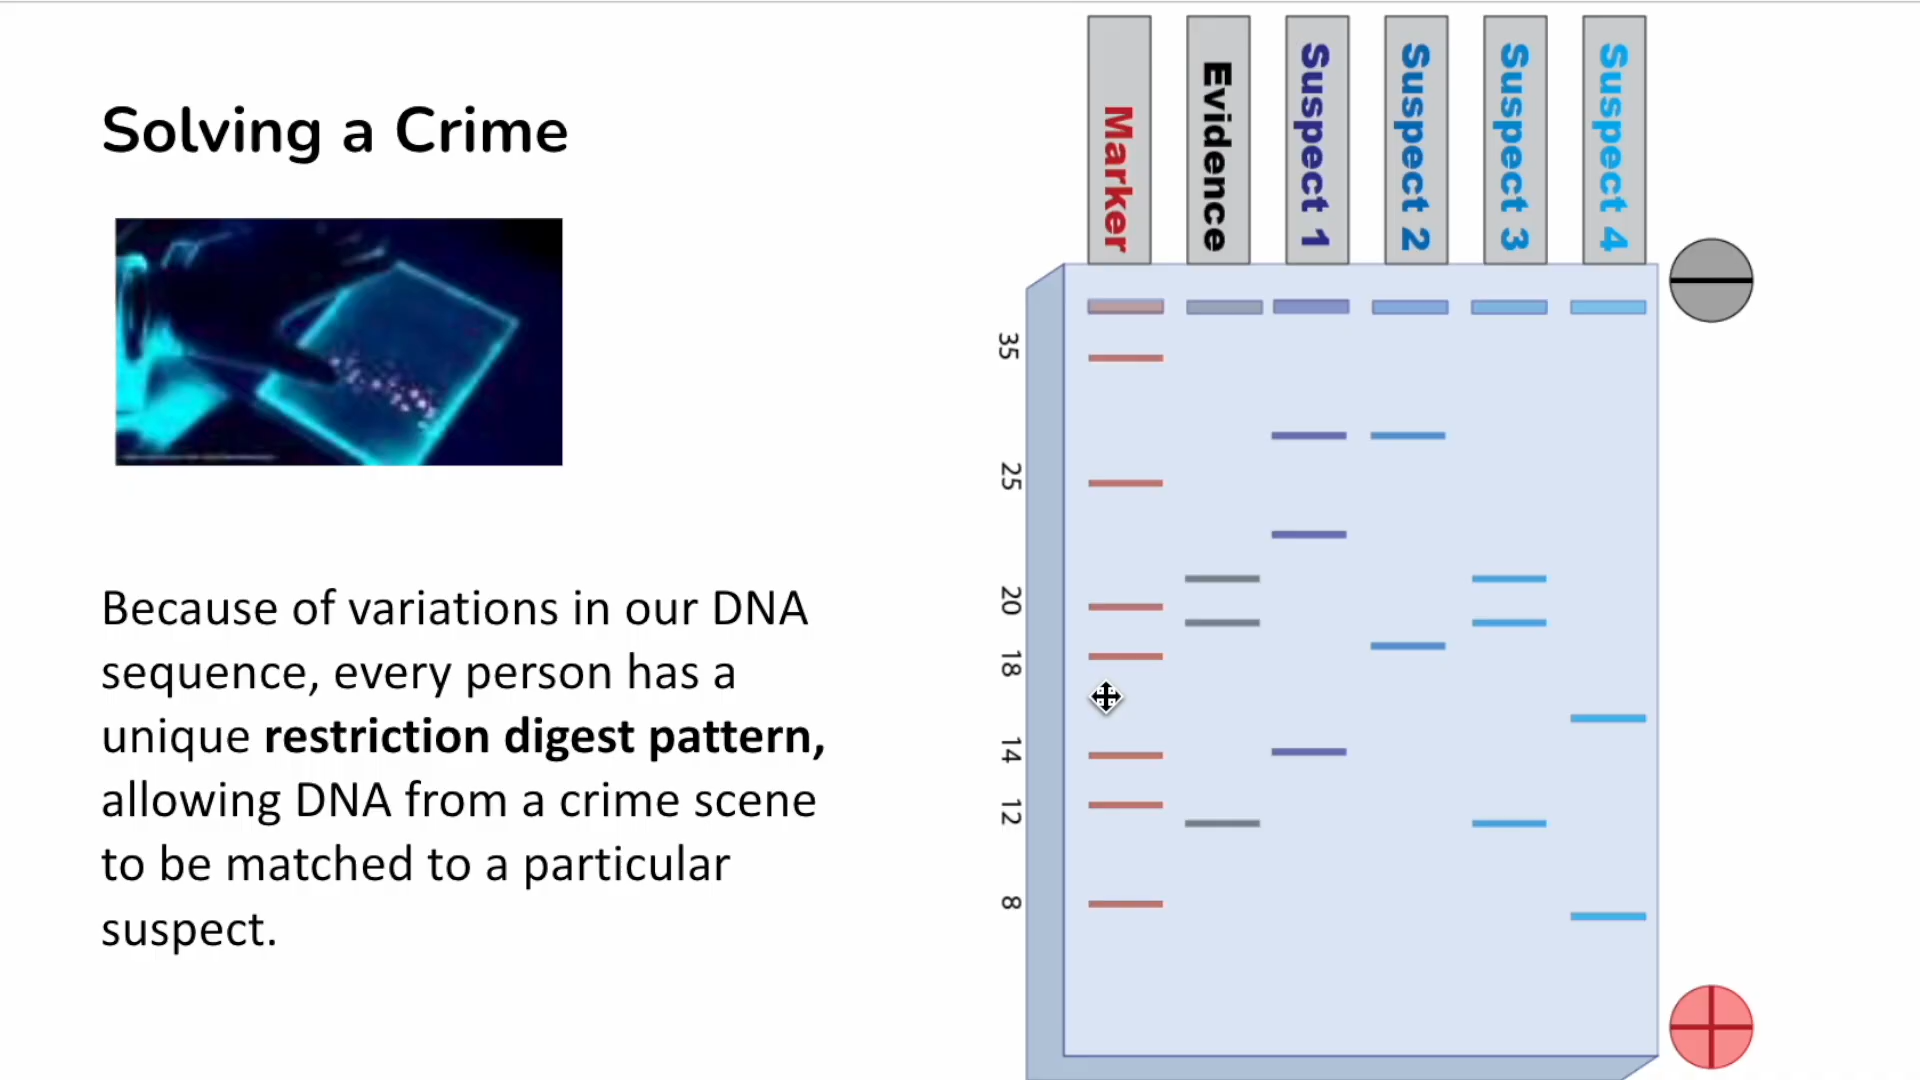 Solving a Crime
Because of variations in our DNA
sequence, every person has a
unique restriction digest pattern,
allowing DNA from a crime scene
to be matched to a particular
suspect.
Marker
Evidence
Suspect 1
Suspect 2
Suspect 3
Suspect 4
35
25
20
18
14
12
8